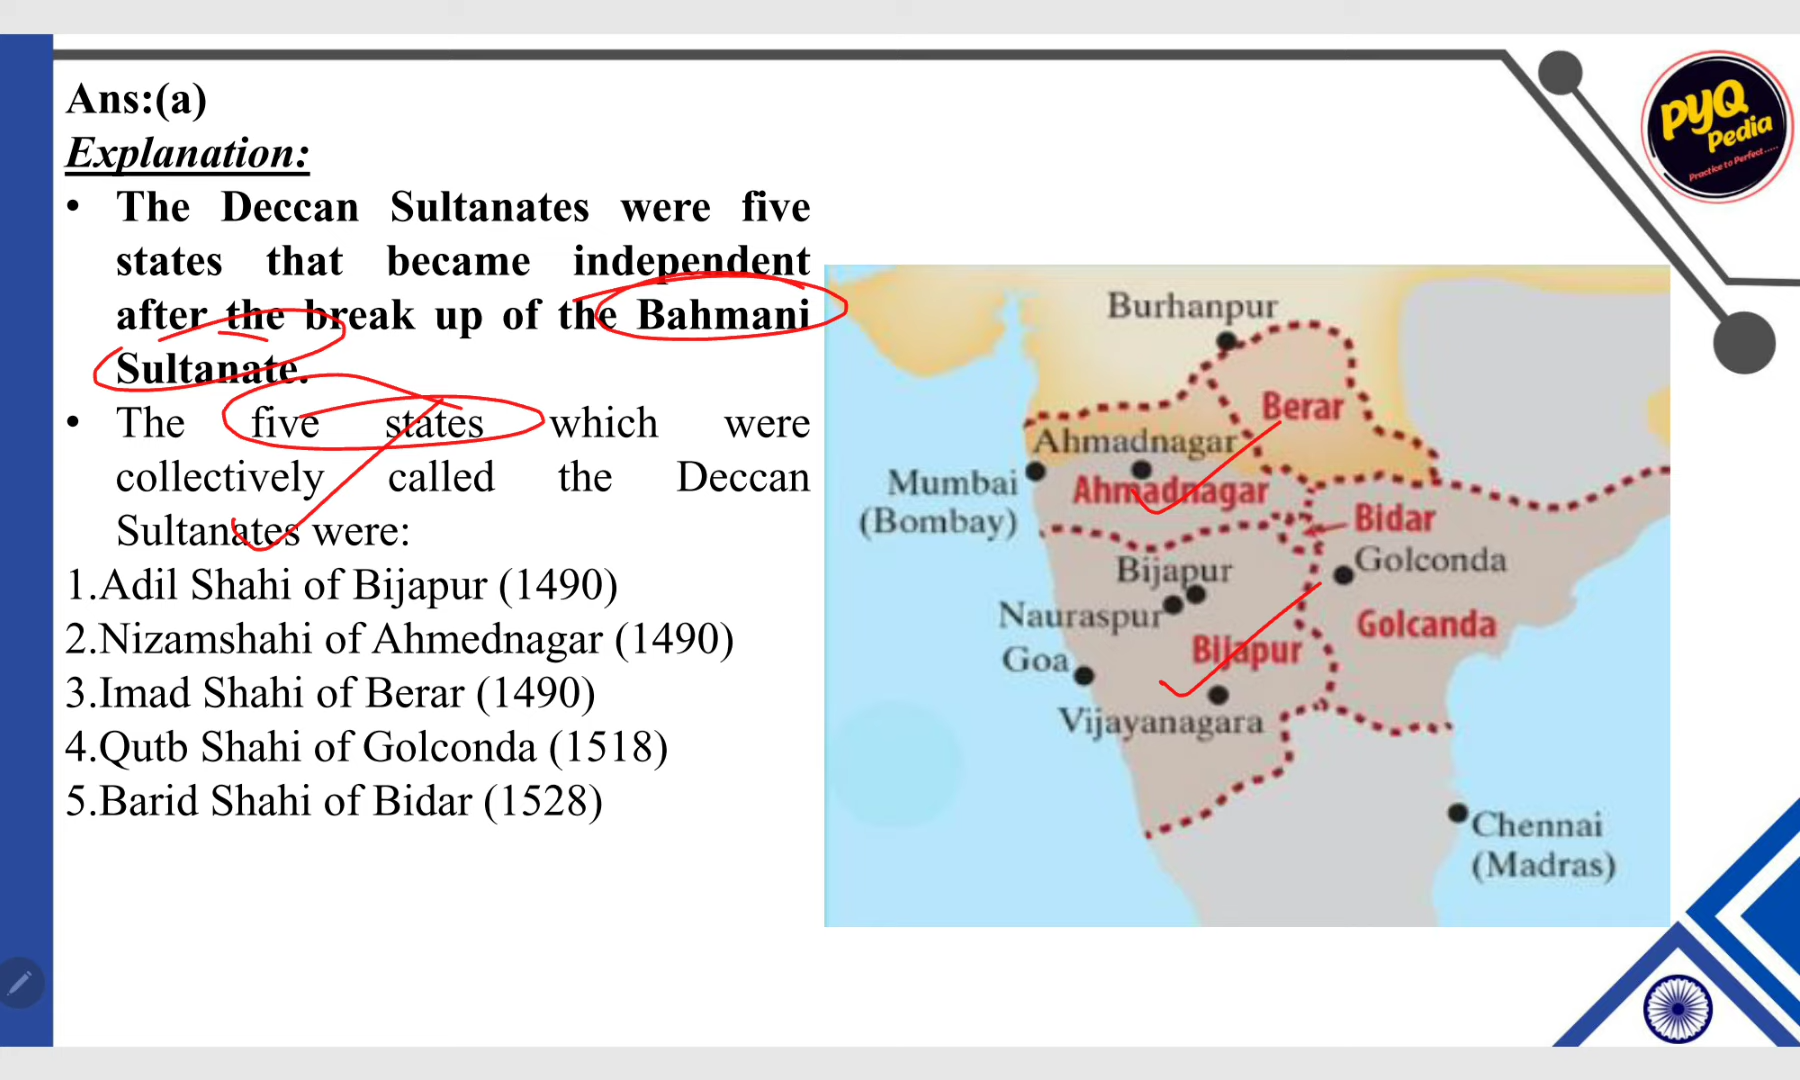 Ans:(a)
Explanation:
• The Deccan Sultanates were five
states that became independent
after the break up of the Bahmani
Sultanate.
• The five states which were
collectively called the Deccan
Sultanates were:
1.Adil Shahi of Bijapur (1490)
2.Nizamshahi of Ahmednagar (1490)
3.Imad Shahi of Berar (1490)
4.Qutb Shahi of Golconda (1518)
5.Barid Shahi of Bidar (1528)
PYQ
Pedia
Practice to Perfect.....
Burhanpur
Berar
Ahmadnagar
Mumbai
(Bombay)
Ahmadnagar
Bidar
Golconda
Bijapur
Nauraspur
Golcanda
Goa
Bijapur
Vijayanagara
Chennai
(Madras)